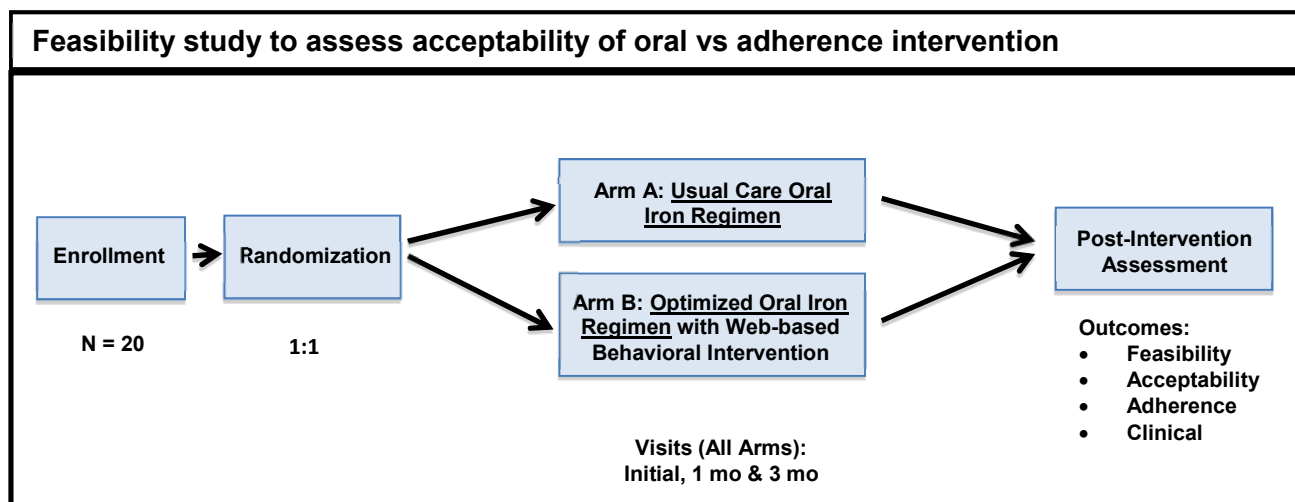 Feasibility study to assess acceptability of oral vs adherence intervention
Enrollment
N = 20
Randomization
1:1
Arm A: Usual Care Oral
Iron Regimen
Arm B: Optimized Oral Iron
Regimen with Web-based
Behavioral Intervention
Visits (All Arms):
Initial, 1 mo & 3 mo
Post-Intervention
Assessment
Outcomes:
• Feasibility
• Acceptability
• Adherence
• Clinical